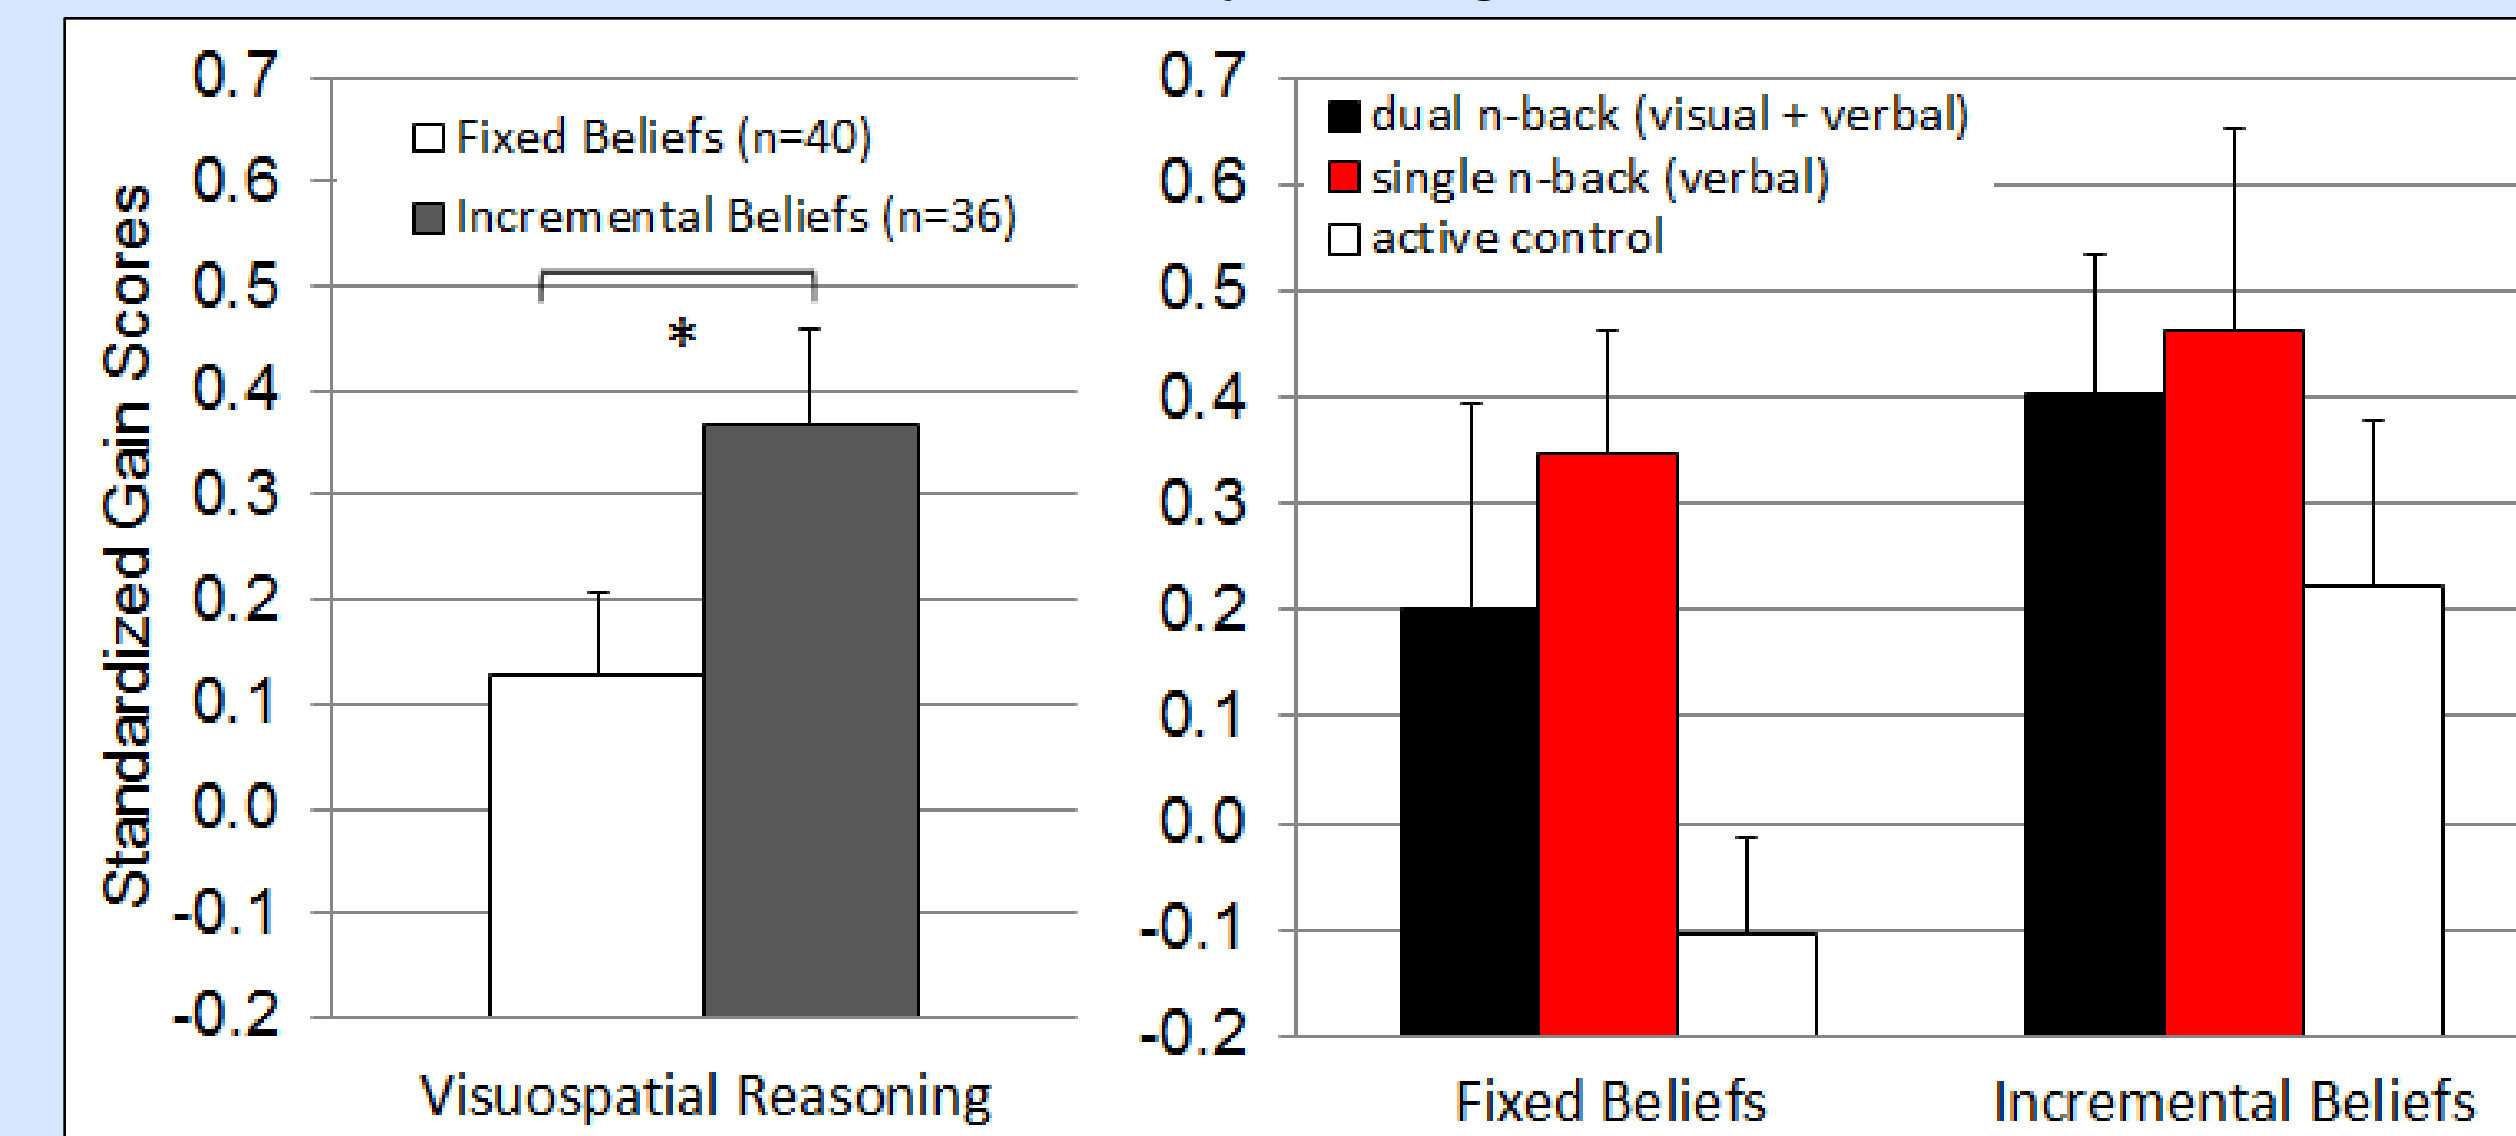 Standardized Gain Scores
0.7
0.6
0.5
0.4
0.3
0.2
0.1
0.0
-0.1
-0.2
Fixed Beliefs (n=40)
Incremental Beliefs (n=36)
*
Visuospatial Reasoning
0.7
0.6
0.5
0.4
0.3
0.2
0.1
0.0
-0.1
-0.2
dual n-back (visual + verbal)
single n-back (verbal)
active control
Fixed Beliefs
Incremental Beliefs